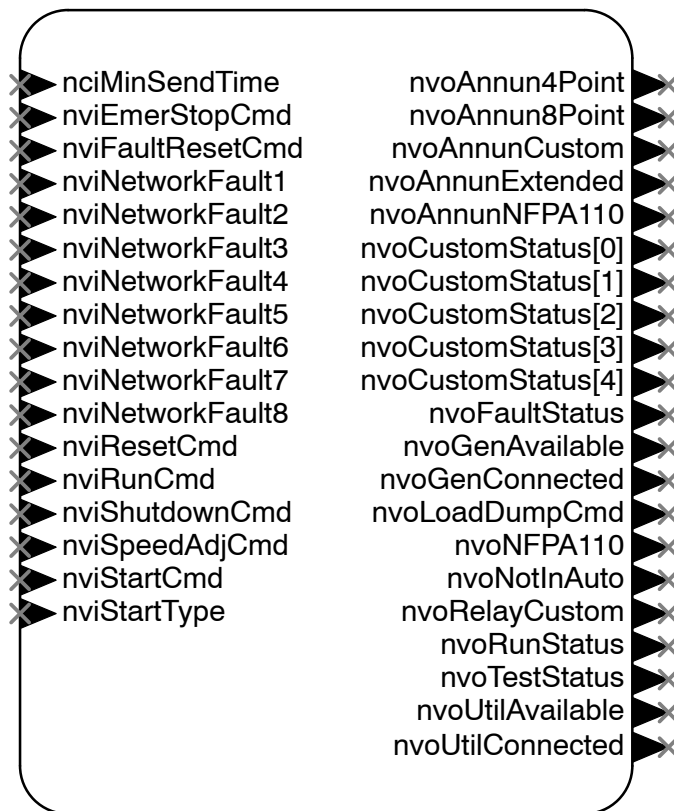 nciMinSendTime
nviEmerStopCmd
nviFaultResetCmd
nviNetworkFault1
nviNetworkFault2
nviNetworkFault3
nviNetworkFault4
nviNetworkFault5
nviNetworkFault6
nviNetworkFault7
nviNetworkFault8
nviResetCmd
nviRunCmd
nviShutdownCmd
nviSpeedAdjCmd
nviStartCmd
nviStartType
nvoAnnun4Point
nvoAnnun8Point
nvoAnnunCustom
nvoAnnunExtended
nvoAnnunNFPA110
nvoCustomStatus[0]
nvoCustomStatus[1]
nvoCustomStatus[2]
nvoCustomStatus[3]
nvoCustomStatus[4]
nvoFaultStatus
nvoGenAvailable
nvoGenConnected
nvoLoadDumpCmd
nvoNFPA110
nvoNotInAuto
nvoRelayCustom
nvoRunStatus
nvoTestStatus
nvoUtilAvailable
nvoUtilConnected